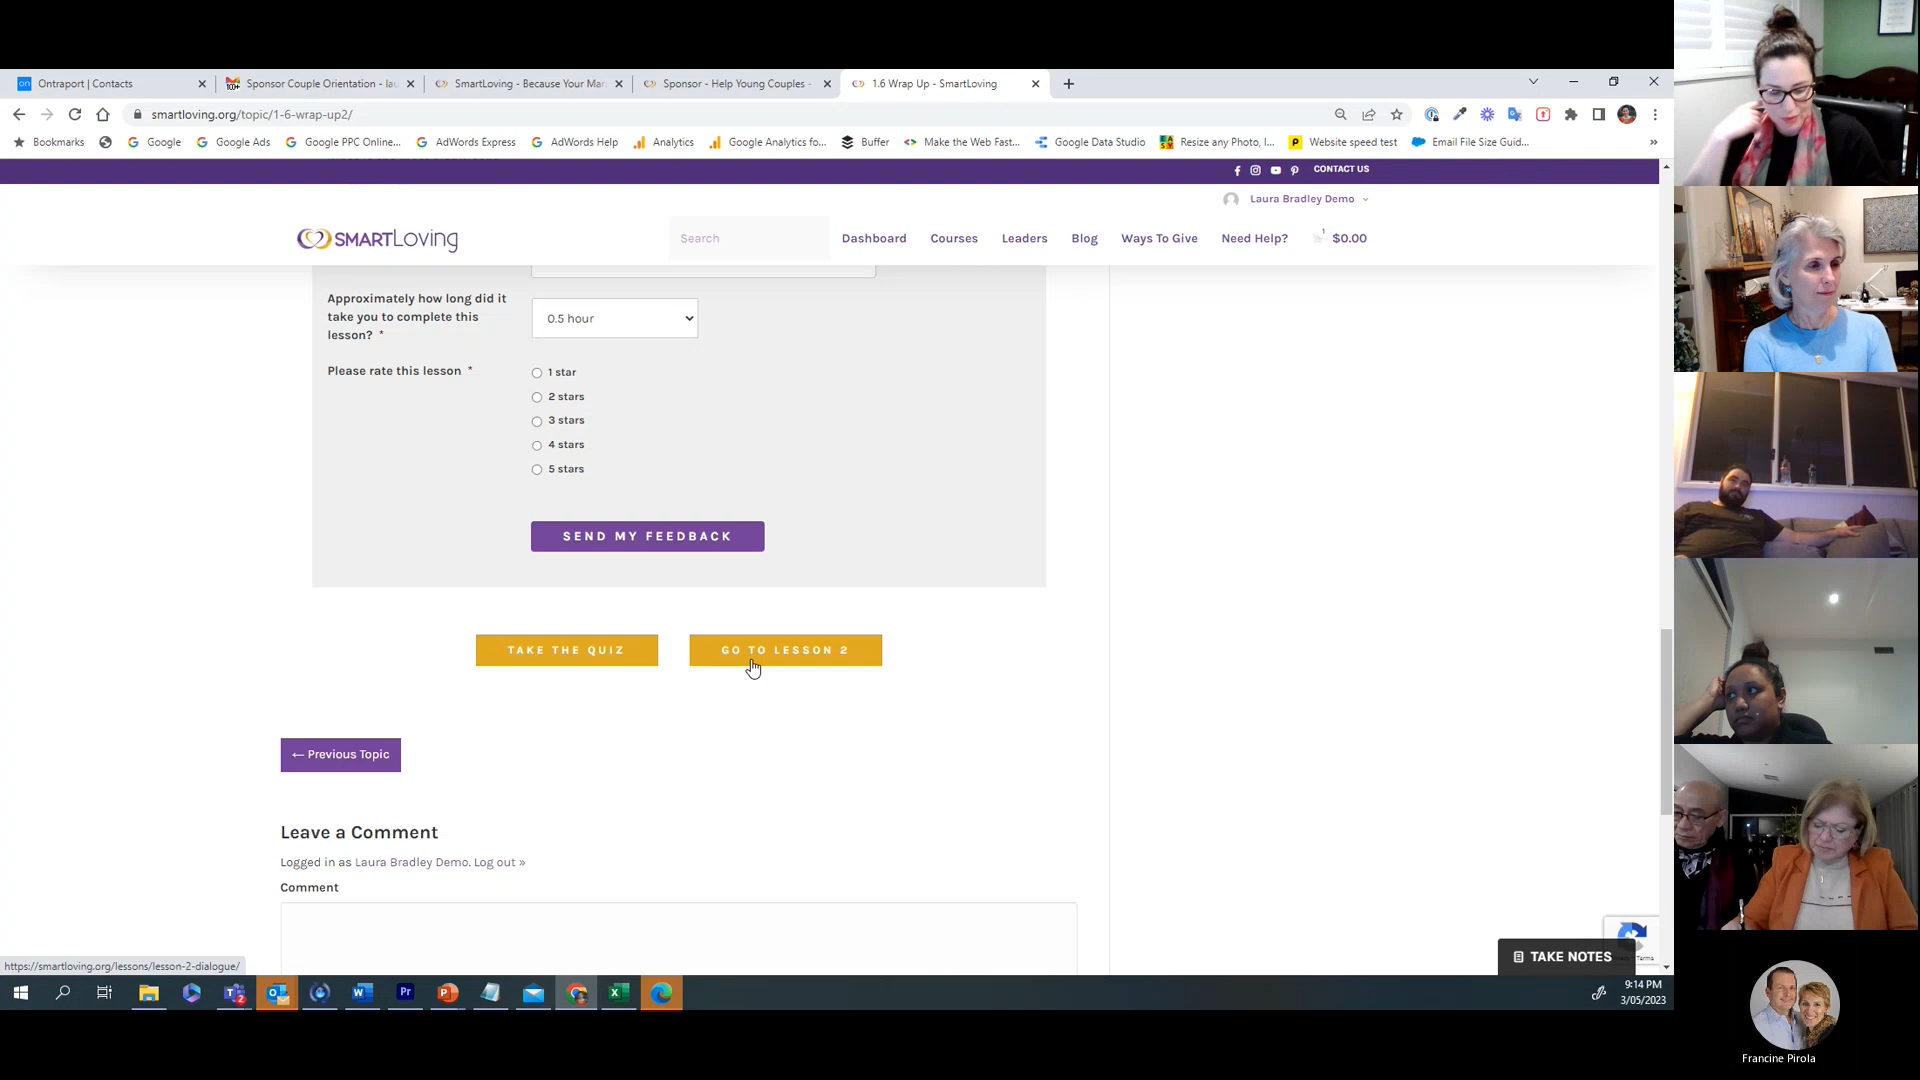 Ontraport | Contacts
Sponsor Couple Orientation - lau
SmartLoving - Because Your Mar
Sponsor - Help Young Couples -
1.6 Wrap Up - SmartLoving
smartloving.org/topic/1-6-wrap-up2/
Bookmarks
Google
Google Ads
Google PPC Online...
AdWords Express
AdWords Help
Analytics
Google Analytics fo...
Buffer
Make the Web Fast...
Google Data Studio
Resize any Photo, I...
Website speed test
Email File Size Guid...
CONTACT US
Laura Bradley Demo
SMARTLoving
Search
Dashboard
Courses
Leaders
Blog
Ways To Give
Need Help?
1
$0.00
Approximately how long did it
take you to complete this
lesson? *
0.5 hour
Please rate this lesson *
1 star
2 stars
3 stars
4 stars
5 stars
SEND MY FEEDBACK
TAKE THE QUIZ
GO TO LESSON 2
← Previous Topic
Leave a Comment
Logged in as Laura Bradley Demo. Log out »
Comment
TAKE NOTES
https://smartloving.org/lessons/lesson-2-dialogue/
9:14 PM
3/05/2023
Francine Pirola